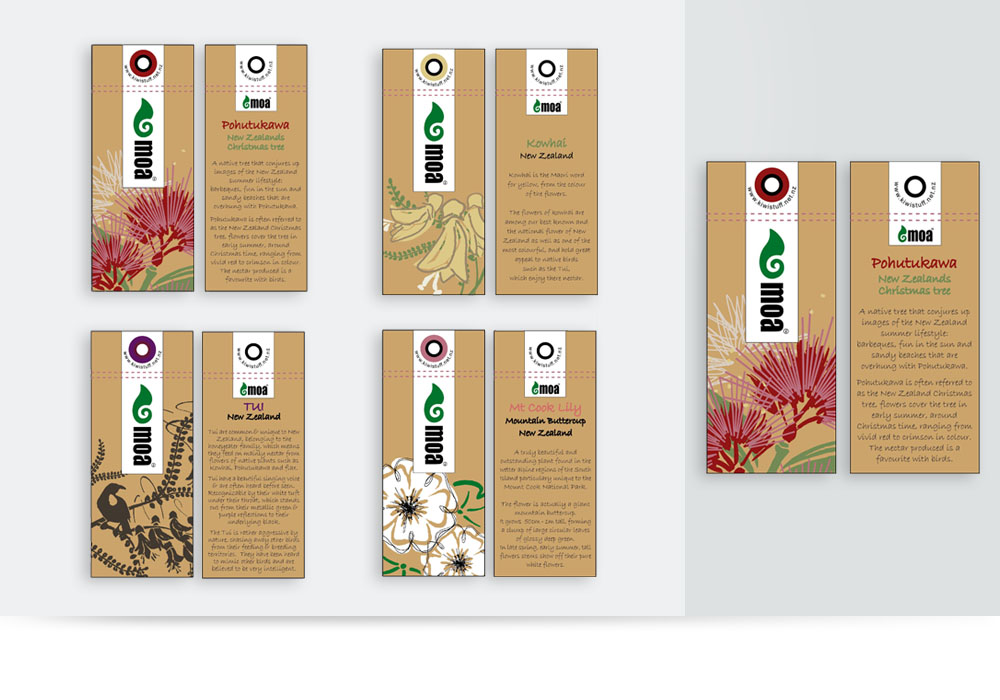 www.kiwistuff.net.nz
moa
www.kiwistuff.net.nz
moa
Pohutukawa
New Zealands
Christmas tree
A native tree that conjures up
images of the New Zealand
summer lifestyle:
barbeques, fun in the sun and
sandy beaches that are
overhung with Pohutukawa.
Pohutukawa is often referred to
as the New Zealand Christmas
tree, flowers cover the tree in
early summer, around
Christmas time, ranging from
vivid red to crimson in colour.
The nectar produced is a
favourite with birds.
www.kiwistuff.net.nz
moa
www.kiwistuff.net.nz
moa
Kowhai
New Zealand
Kowhai is the Maori word
for yellow, from the colour
of the flowers.
The flowers of kowhai are
among our best known and
the national flower of New
Zealand as well as one of the
most colourful, and hold great
appeal to native birds
such as the Tui,
which enjoy there nectar.
www.kiwistuff.net.nz
moa
www.kiwistuff.net.nz
moa
TUI
New Zealand
Tui are common & unique to New
Zealand, belonging to the
honeyeater family, which means
they feed on mainly nectar from
flowers of native plants such as
Kowhai, Pohutukawa and flax.
Tui have a beautiful singing voice
& are often heard before seen.
Recognizable by their white tuft
under their throat, which stands
out from their metallic green &
purple reflections to their
underlying black.
The Tui is rather aggressive by
nature, chasing away other birds
from their feeding & breeding
territories. They have been heard
to mimic other birds and are
believed to be very intelligent.
www.kiwistuff.net.nz
moa
www.kiwistuff.net.nz
moa
Mt Cook Lily
Mountain Buttercup
New Zealand
A truly beautiful and
outstanding plant found in the
wetter alpine regions of the South
Island particularly unique to the
Mount Cook National Park.
The flower is actually a giant
mountain buttercup.
It grows 50cm - 1m tall, forming
a clump of large circular leaves
of glossy deep green.
In late spring, early summer, tall
flowers stems show off their pure
white flowers.
www.kiwistuff.net.nz
moa
www.kiwistuff.net.nz
moa
Pohutukawa
New Zealands
Christmas tree
A native tree that conjures up
images of the New Zealand
summer lifestyle:
barbeques, fun in the sun and
sandy beaches that are
overhung with Pohutukawa.
Pohutukawa is often referred to
as the New Zealand Christmas
tree, flowers cover the tree in
early summer, around
Christmas time, ranging from
vivid red to crimson in colour.
The nectar produced is a
favourite with birds.